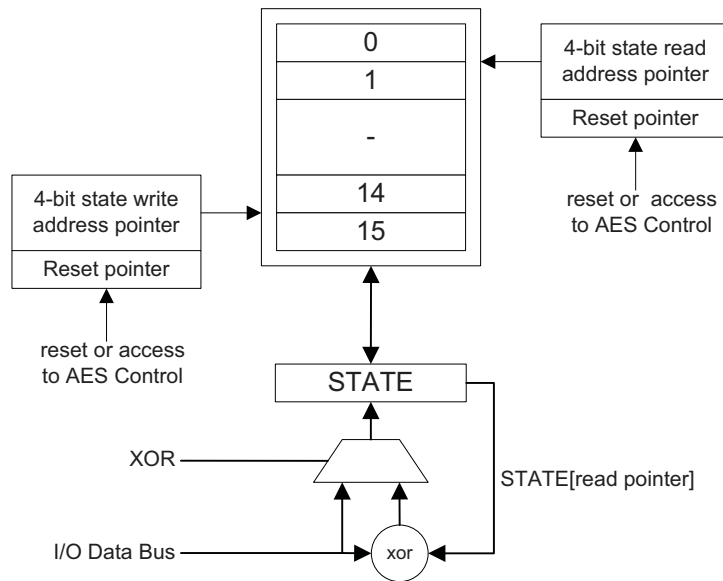 0
1
-
14
15
4-bit state read
address pointer
Reset pointer
reset or access
to AES Control
4-bit state write
address pointer
Reset pointer
reset or access
to AES Control
STATE
XOR
STATE[read pointer]
I/O Data Bus
xor